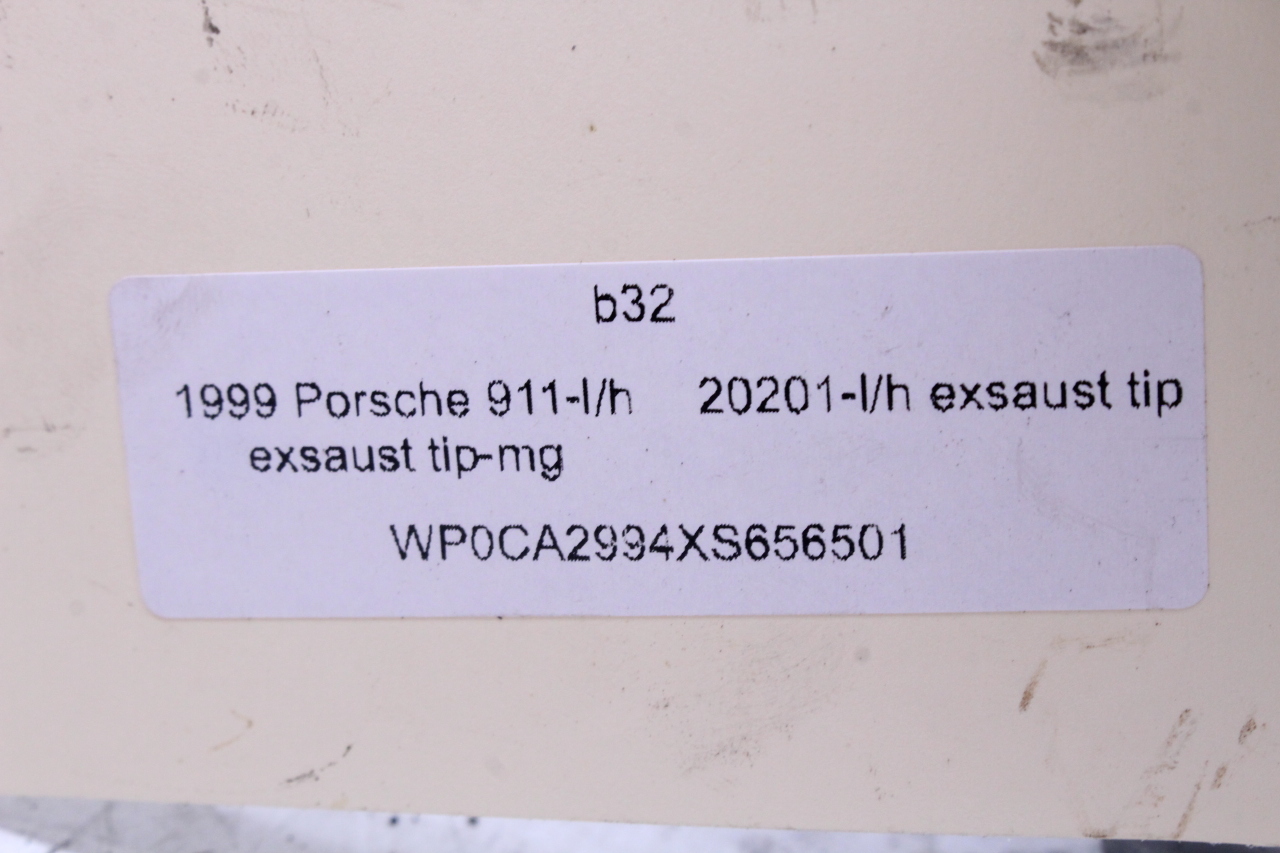 b32
1999 Porsche 911-l/h 20201-l/h exsaust tip
exsaust tip-mg
WP0CA2994XS656501